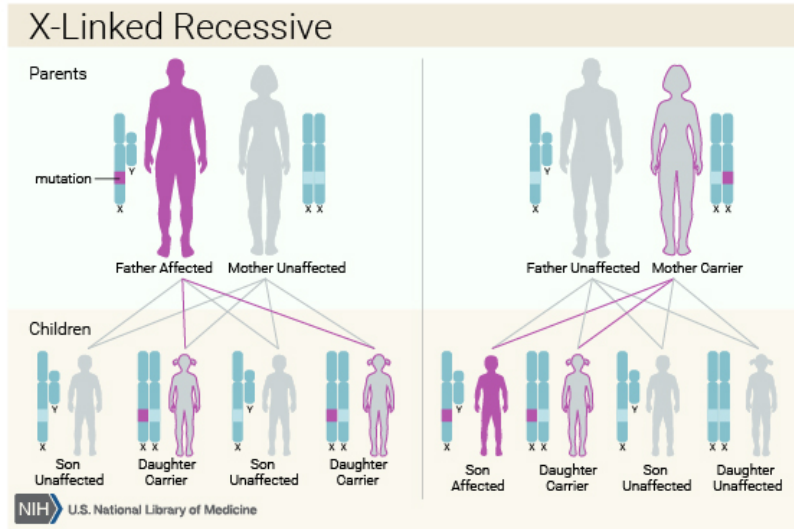 X-Linked Recessive
Parents
mutation
Y
X
X X
Father Affected
Mother Unaffected
Y
X
X X
Father Unaffected
Mother Carrier
Children
Y
X
Son
Unaffected
X X
Daughter
Carrier
Y
X
Son
Unaffected
X X
Daughter
Carrier
Y
X
Son
Affected
X X
Daughter
Carrier
Y
X
Son
Unaffected
X X
Daughter
Unaffected
NIH U.S. National Library of Medicine